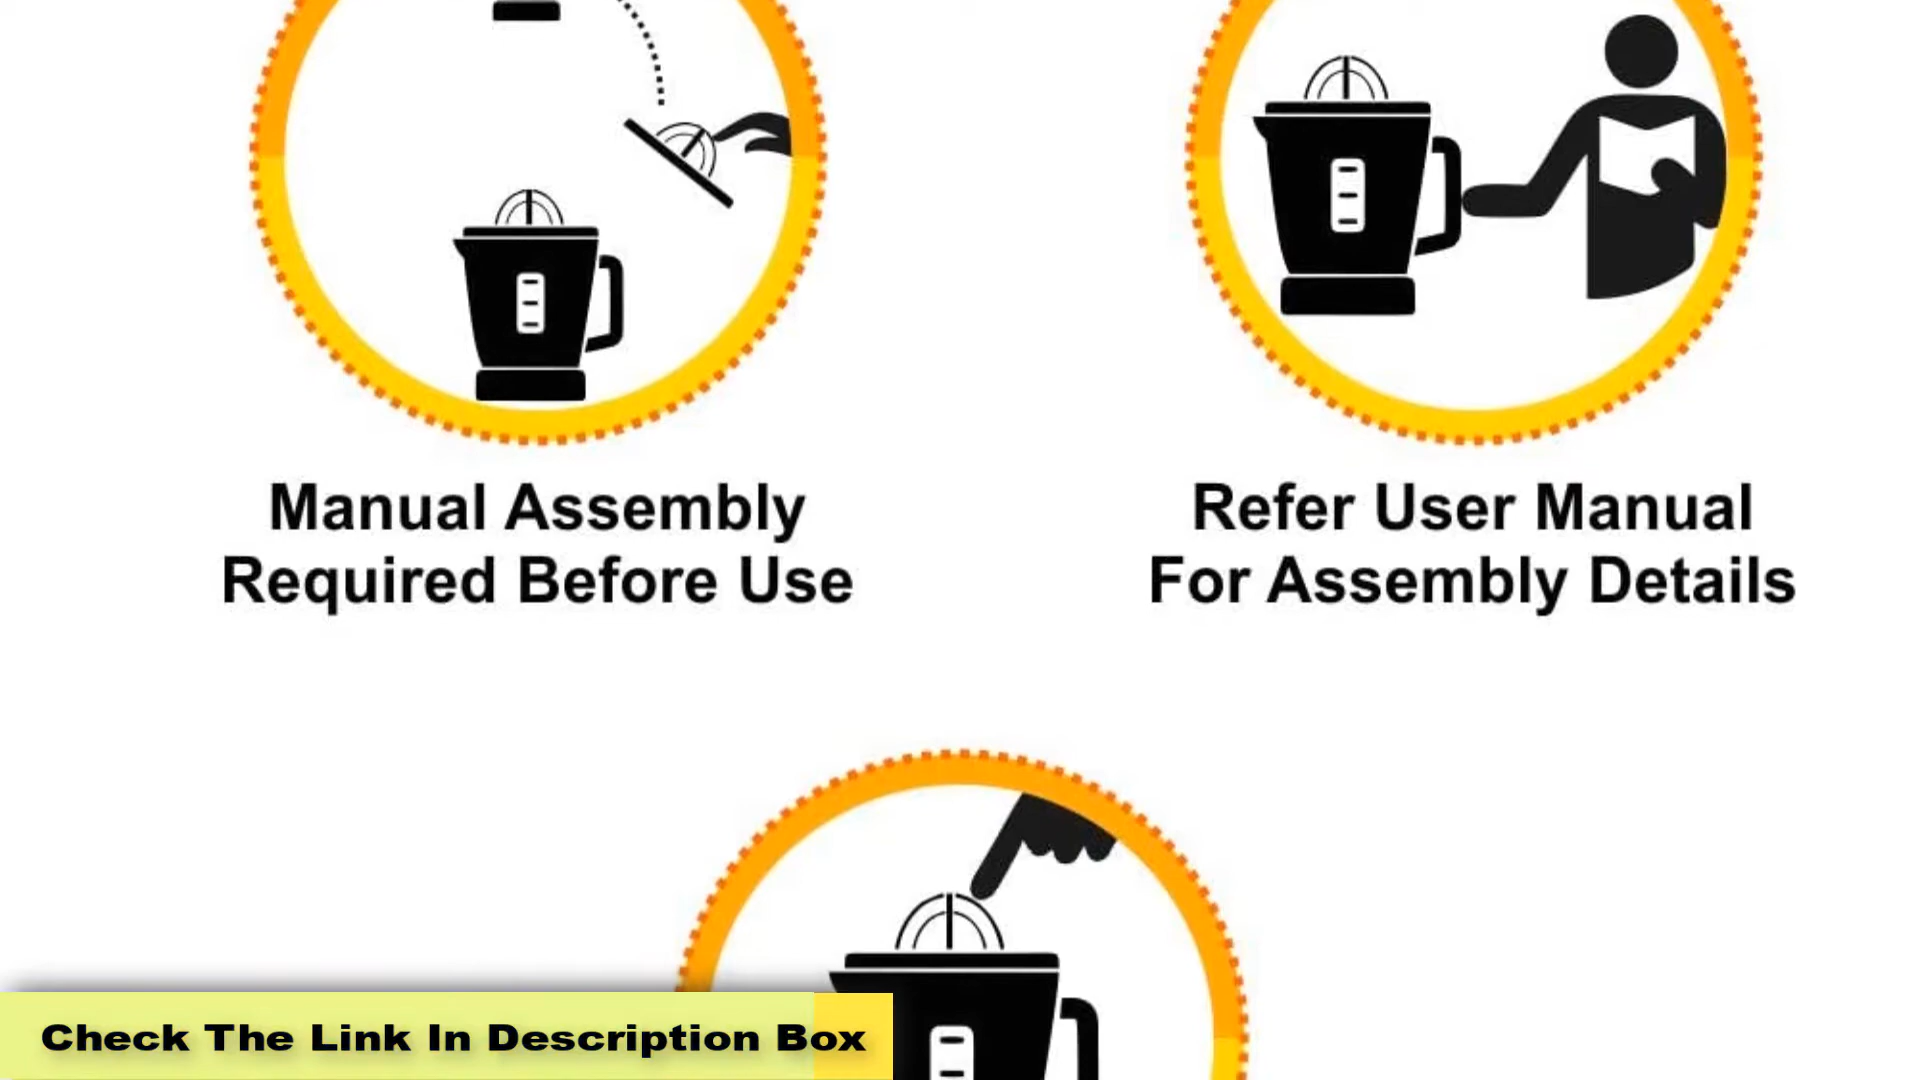 Manual Assembly
Required Before Use
Refer User Manual
For Assembly Details
Check The Link In Description Box